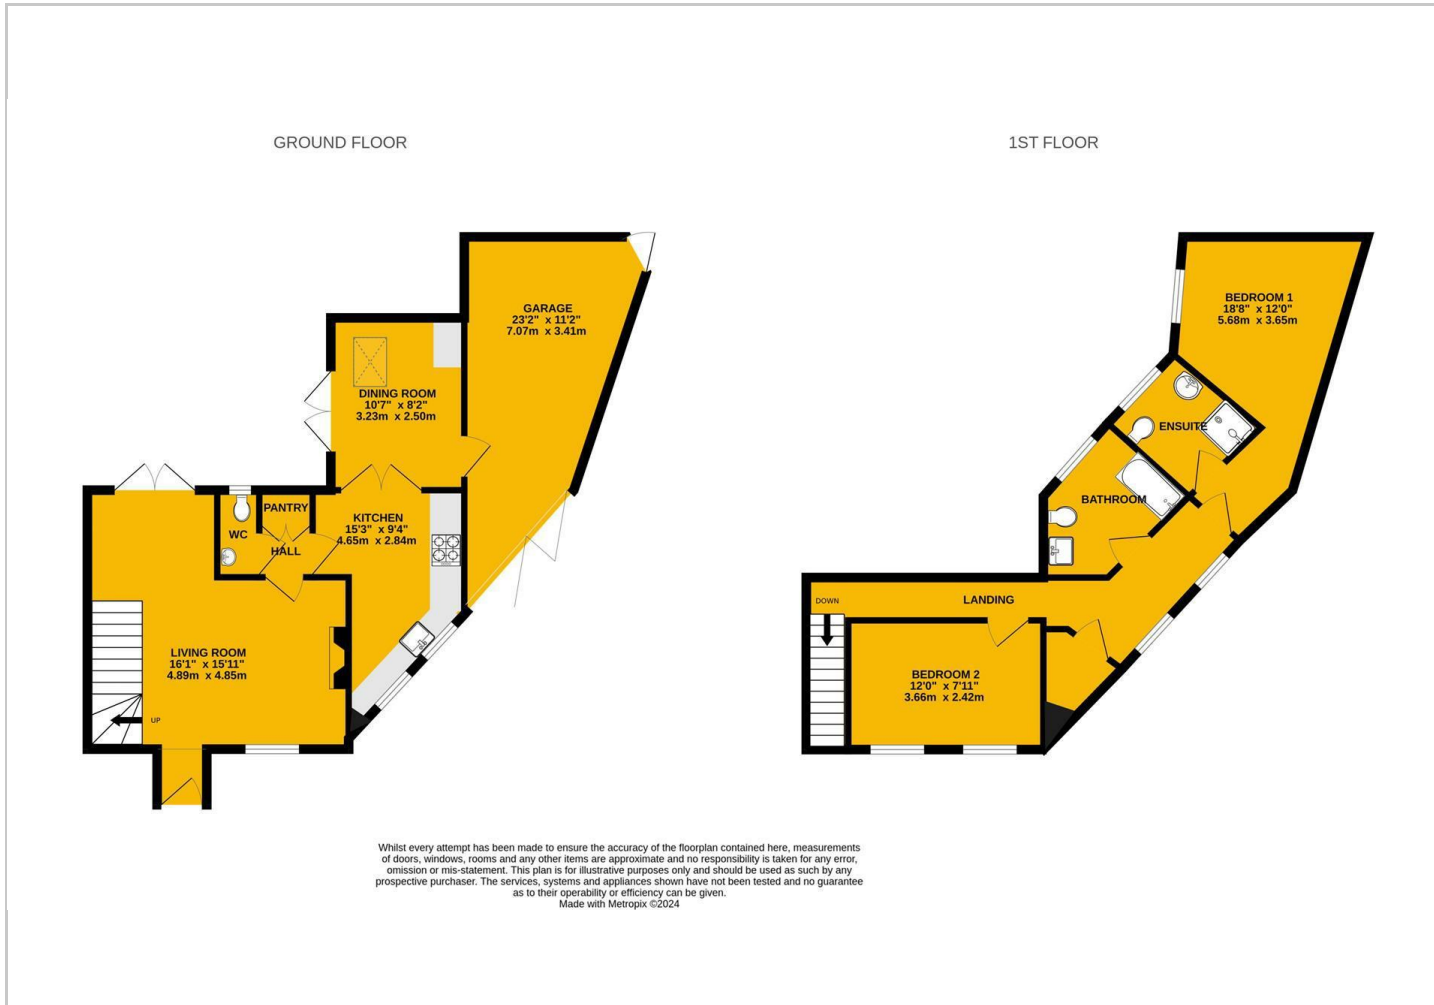 GROUND FLOOR
1ST FLOOR
GARAGE
23'2" x 11'2"
7.07m x 3.41m
DINING ROOM
10'7" x 8'2"
3.23m x 2.50m
PANTRY
WC
HALL
KITCHEN
15'3" x 9'4"
4.65m x 2.84m
LIVING ROOM
16'1" x 15'11"
4.89m x 4.85m
UP
BEDROOM 1
18'8" x 12'0"
5.68m x 3.65m
ENSUITE
BATHROOM
DOWN
LANDING
BEDROOM 2
12'0" x 7'11"
3.66m x 2.42m
Whilst every attempt has been made to ensure the accuracy of the floorplan contained here, measurements
of doors, windows, rooms and any other items are approximate and no responsibility is taken for any error,
omission or mis-statement. This plan is for illustrative purposes only and should be used as such by any
prospective purchaser. The services, systems and appliances shown have not been tested and no guarantee
as to their operability or efficiency can be given.
Made with Metropix ©2024